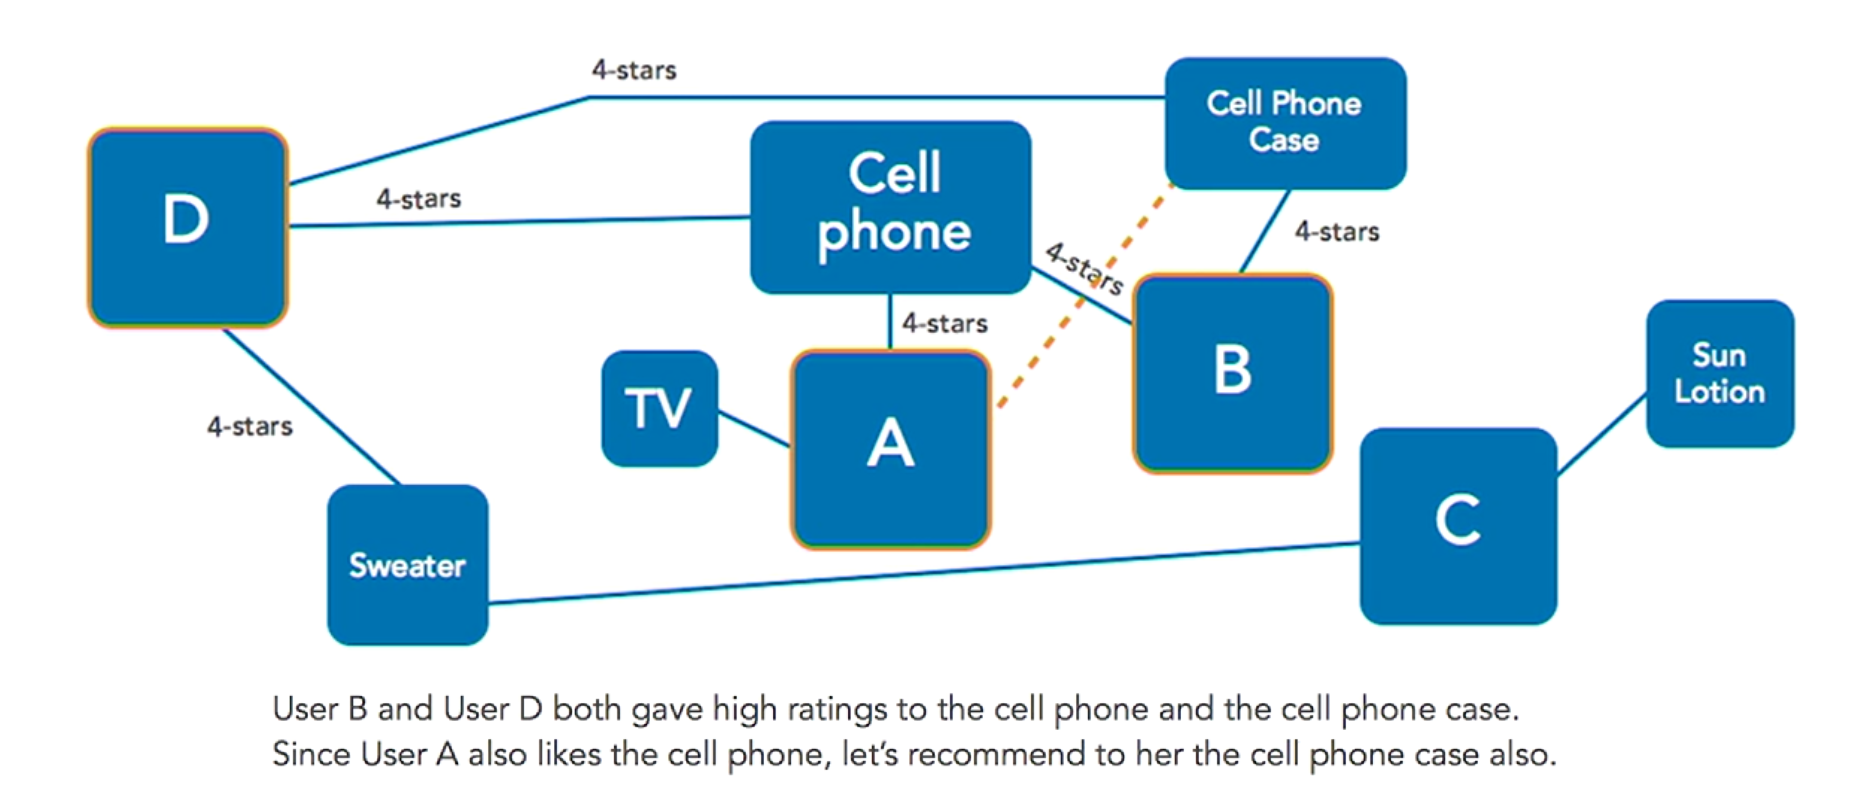 4-stars
Cell Phone
Case
D
4-stars
Cell
phone
4-stars
4-stars
4-stars
TV
A
B
Sun
Lotion
4-stars
C
Sweater
User B and User D both gave high ratings to the cell phone and the cell phone case.
Since User A also likes the cell phone, let’s recommend to her the cell phone case also.